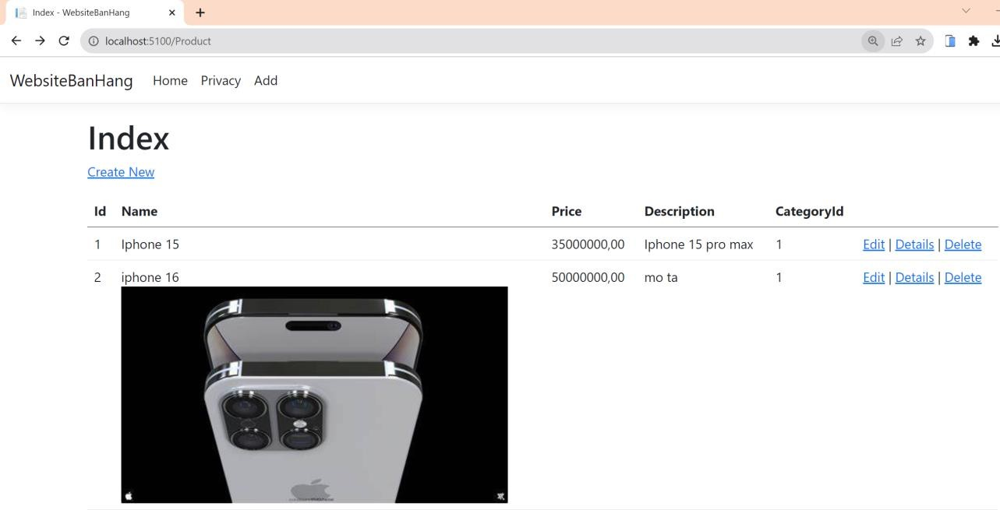 Index - WebsiteBanHang
localhost:5100/Product
WebsiteBanHang Home Privacy Add
Index
Create New
Id Name Price Description CategoryId
1 Iphone 15 35000000,00 Iphone 15 pro max 1 Edit | Details | Delete
2 iphone 16 50000000,00 mo ta 1 Edit | Details | Delete